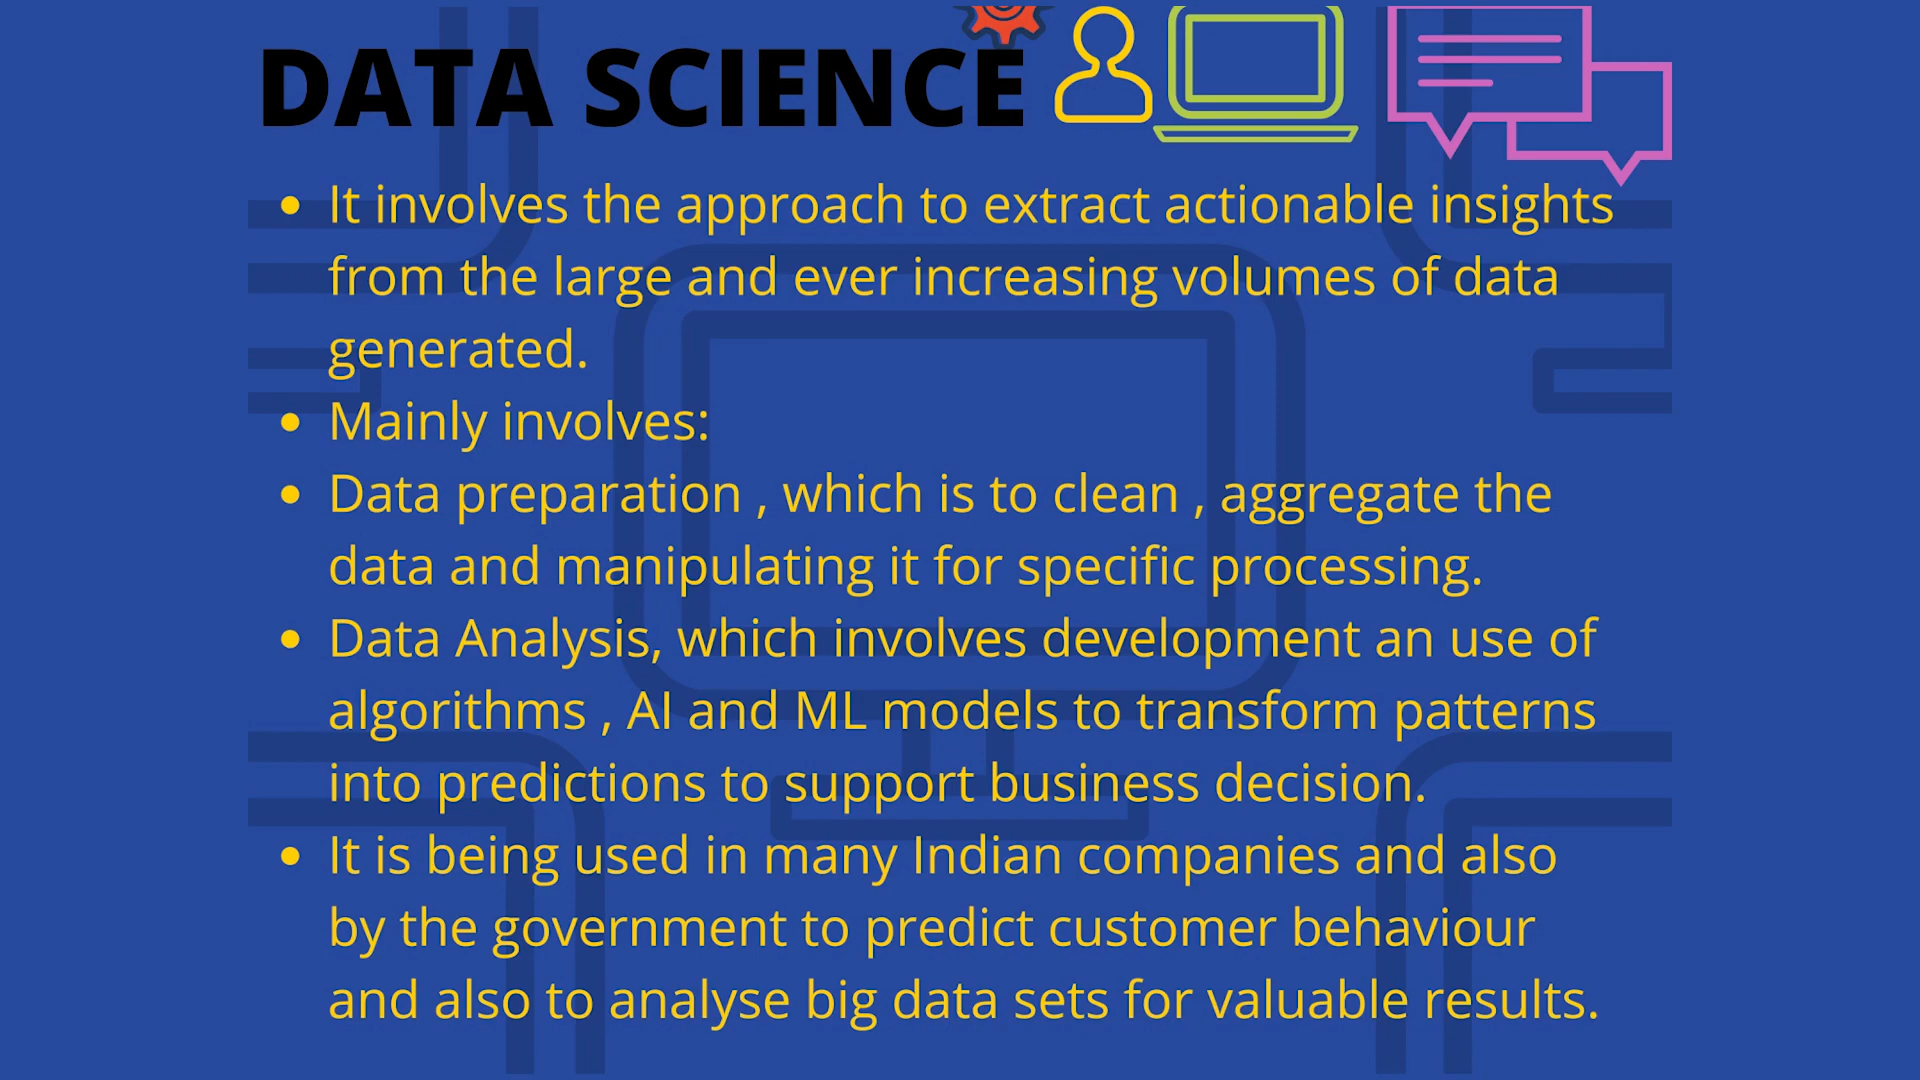 DATA SCIENCE
• It involves the approach to extract actionable insights
from the large and ever increasing volumes of data
generated.
• Mainly involves:
• Data preparation , which is to clean , aggregate the
data and manipulating it for specific processing.
• Data Analysis, which involves development an use of
algorithms , AI and ML models to transform patterns
into predictions to support business decision.
• It is being used in many Indian companies and also
by the government to predict customer behaviour
and also to analyse big data sets for valuable results.